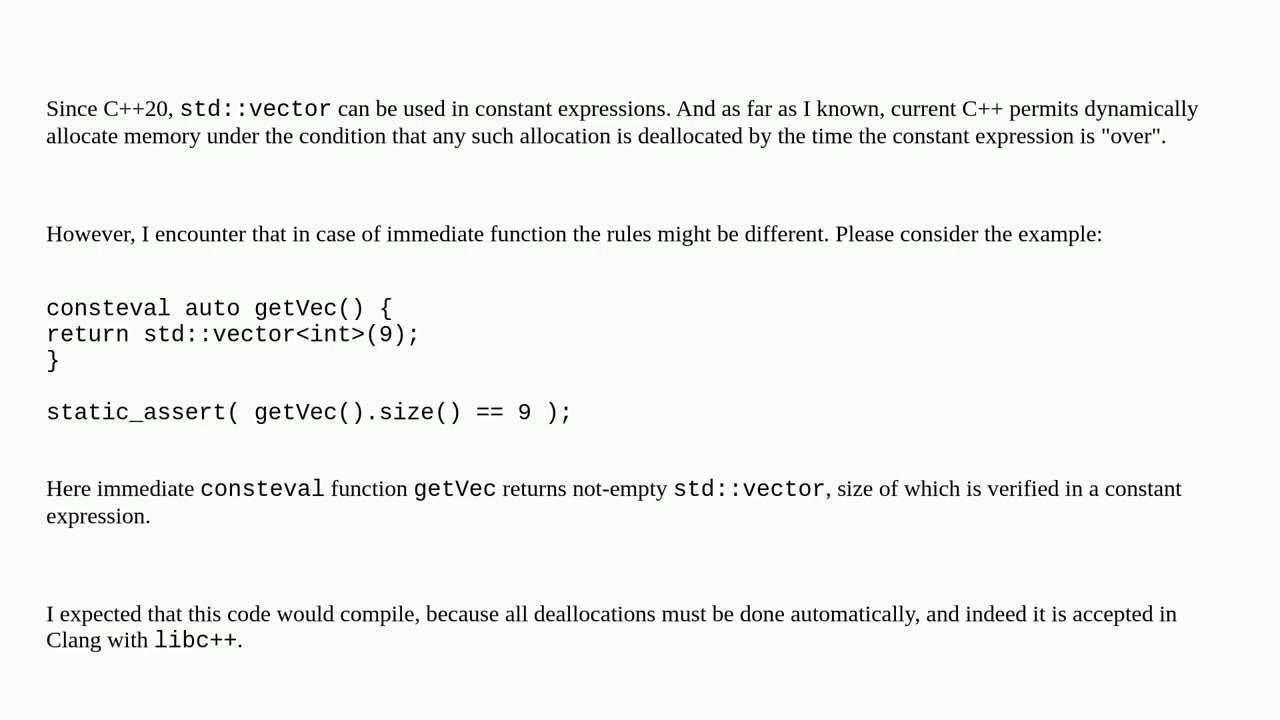 Since C++20, std::vector can be used in constant expressions. And as far as I known, current C++ permits dynamically
allocate memory under the condition that any such allocation is deallocated by the time the constant expression is "over".
However, I encounter that in case of immediate function the rules might be different. Please consider the example:
consteval auto getVec() {
return std::vector<int>(9);
}
static_assert( getVec().size() == 9 );
Here immediate consteval function getVec returns not-empty std::vector, size of which is verified in a constant
expression.
I expected that this code would compile, because all deallocations must be done automatically, and indeed it is accepted in
Clang with libc++.